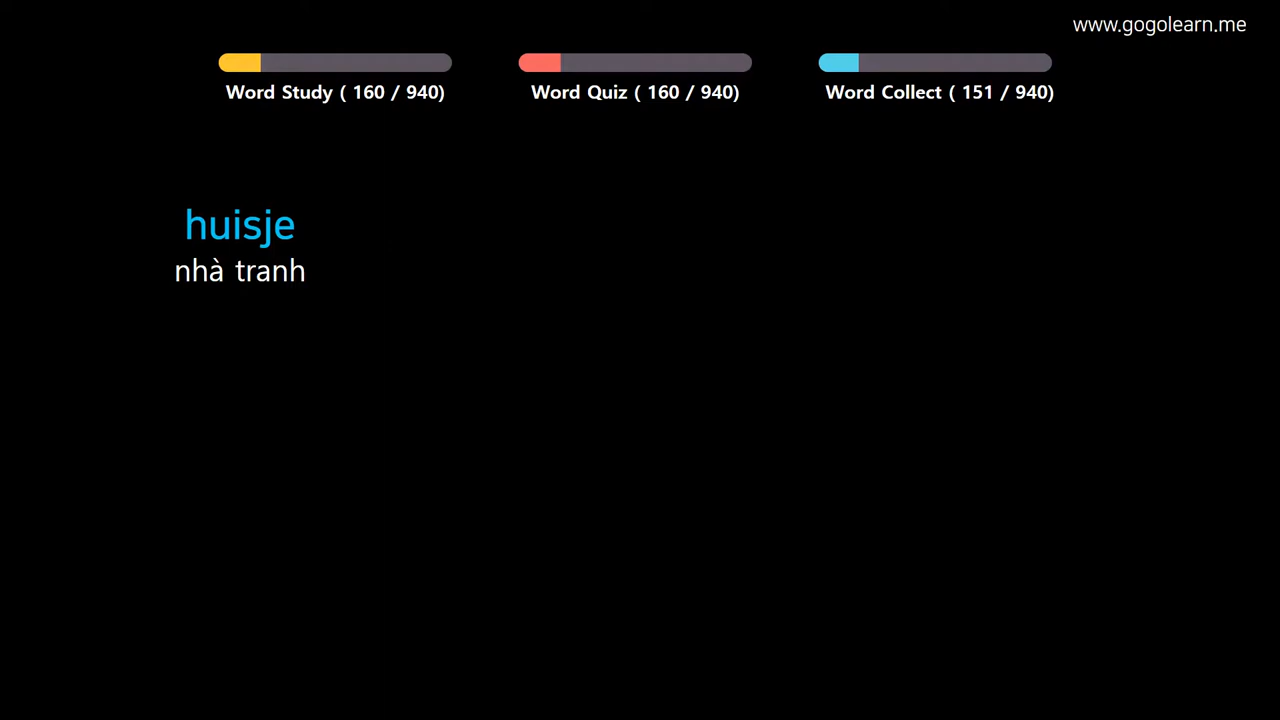 www.gogolearn.me
Word Study ( 160 / 940)
Word Quiz ( 160 / 940)
Word Collect ( 151 / 940)
huisje
nhà tranh